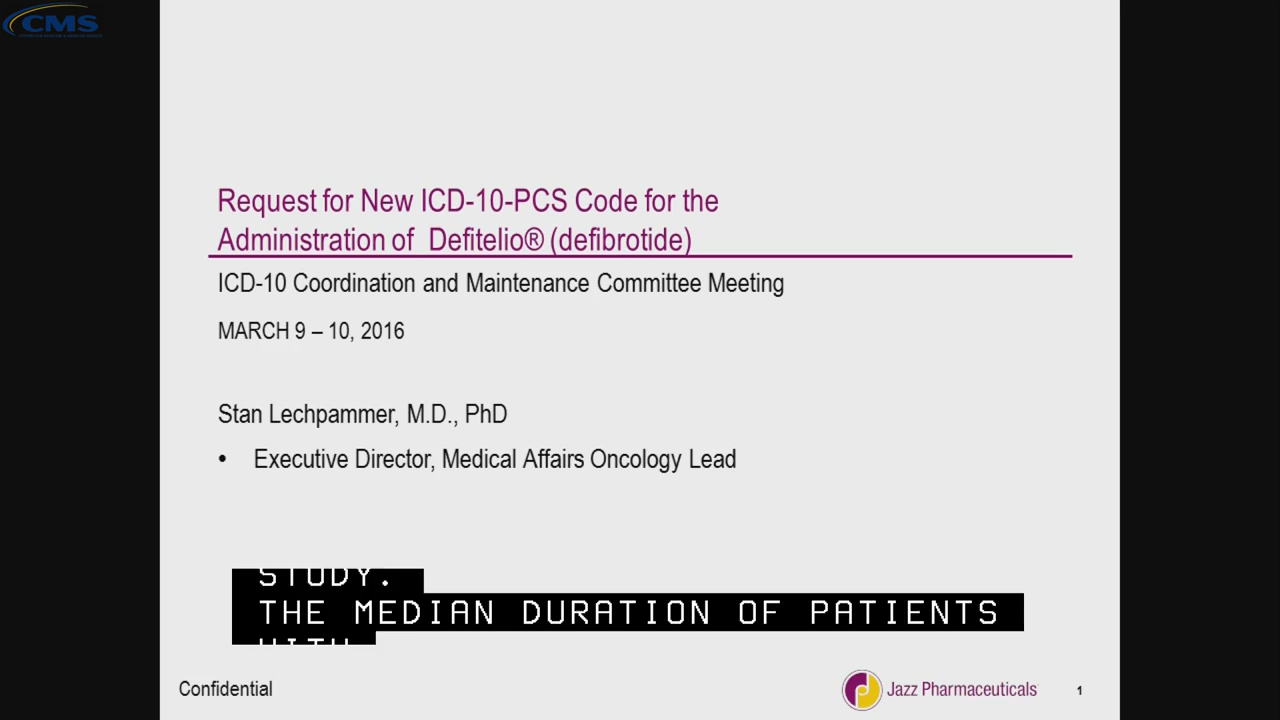 CMS
Request for New ICD-10-PCS Code for the
Administration of Defitelio® (defibrotide)
ICD-10 Coordination and Maintenance Committee Meeting
MARCH 9 – 10, 2016
Stan Lechpammer, M.D., PhD
• Executive Director, Medical Affairs Oncology Lead
STUDY.
THE MEDIAN DURATION OF PATIENTS
WITH
Confidential
Jazz Pharmaceuticals
1